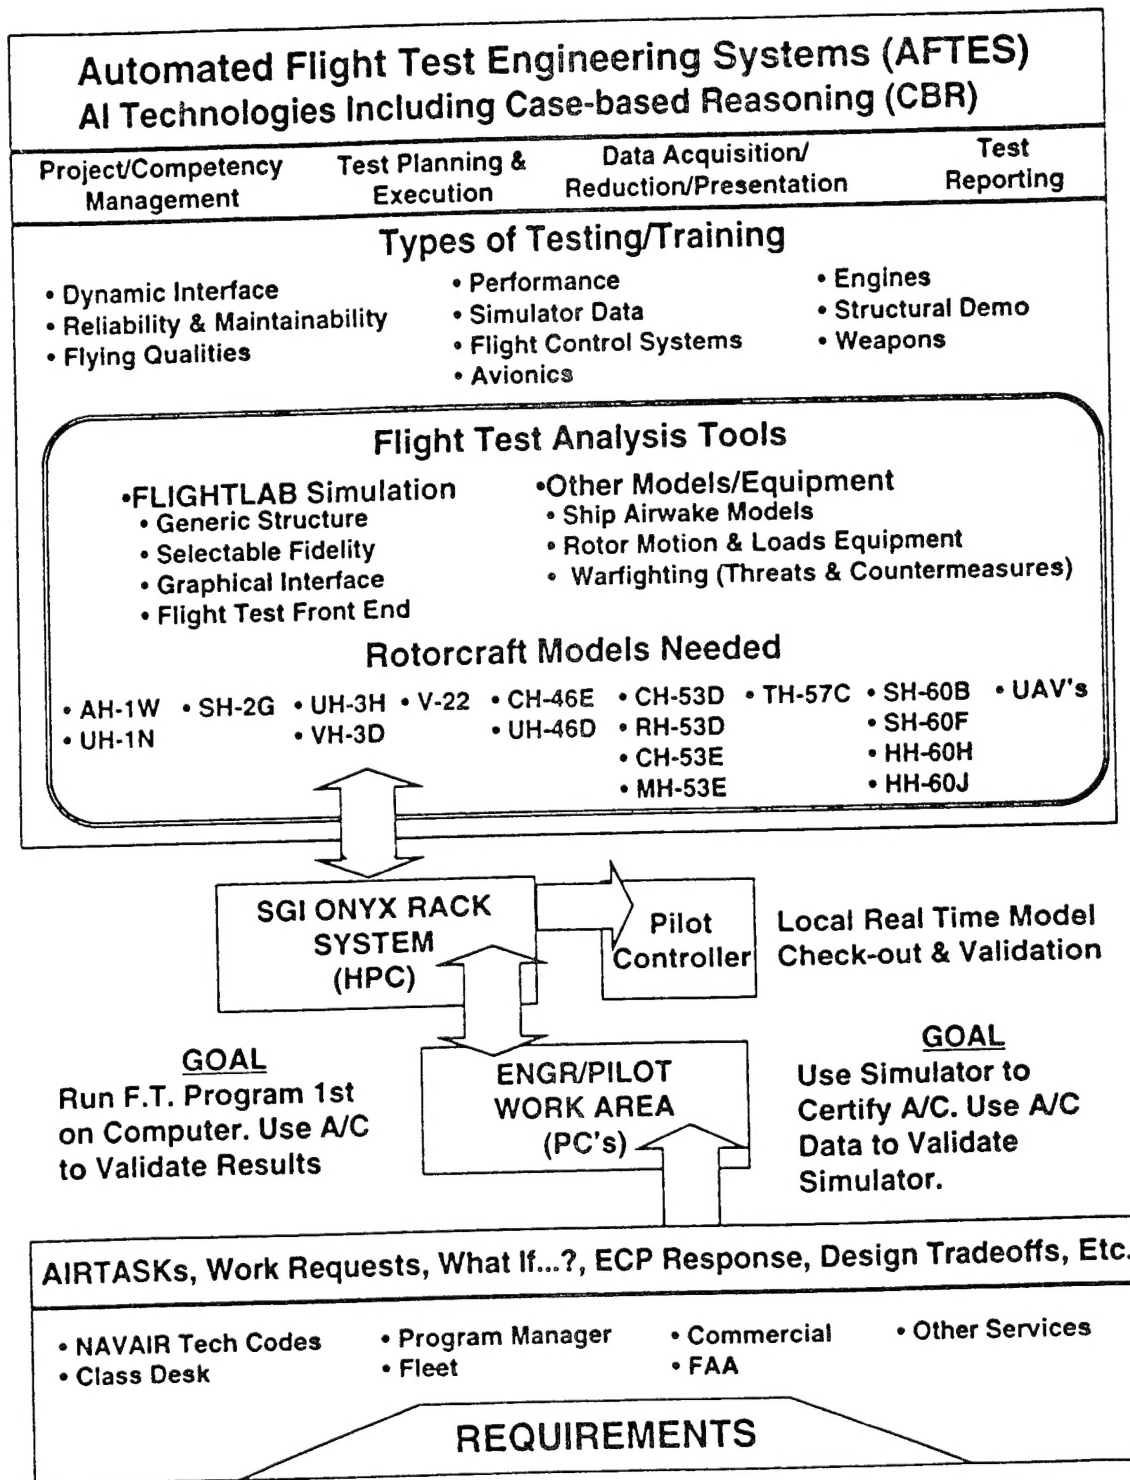 Automated Flight Test Engineering Systems (AFTES)
AI Technologies Including Case-based Reasoning (CBR)
Project/Competency
Management
Test Planning &
Execution
Data Acquisition/
Reduction/Presentation
Test
Reporting
Types of Testing/Training
• Dynamic Interface
• Reliability & Maintainability
• Flying Qualities
• Performance
• Simulator Data
• Flight Control Systems
• Avionics
• Engines
• Structural Demo
• Weapons
Flight Test Analysis Tools
•FLIGHTLAB Simulation
• Generic Structure
• Selectable Fidelity
• Graphical Interface
• Flight Test Front End
•Other Models/Equipment
• Ship Airwake Models
• Rotor Motion & Loads Equipment
• Warfighting (Threats & Countermeasures)
Rotorcraft Models Needed
• AH-1W
• UH-1N
• SH-2G
• UH-3H
• VH-3D
• V-22
• CH-46E
• UH-46D
• CH-53D
• RH-53D
• CH-53E
• MH-53E
• TH-57C
• SH-60B
• SH-60F
• HH-60H
• HH-60J
• UAV's
SGI ONYX RACK
SYSTEM
(HPC)
Pilot
Controller
Local Real Time Model
Check-out & Validation
GOAL
Run F.T. Program 1st
on Computer. Use A/C
to Validate Results
ENGR/PILOT
WORK AREA
(PC's)
GOAL
Use Simulator to
Certify A/C. Use A/C
Data to Validate
Simulator.
AIRTASKs, Work Requests, What If...?, ECP Response, Design Tradeoffs, Etc.
• NAVAIR Tech Codes
• Class Desk
• Program Manager
• Fleet
• Commercial
• FAA
• Other Services
REQUIREMENTS